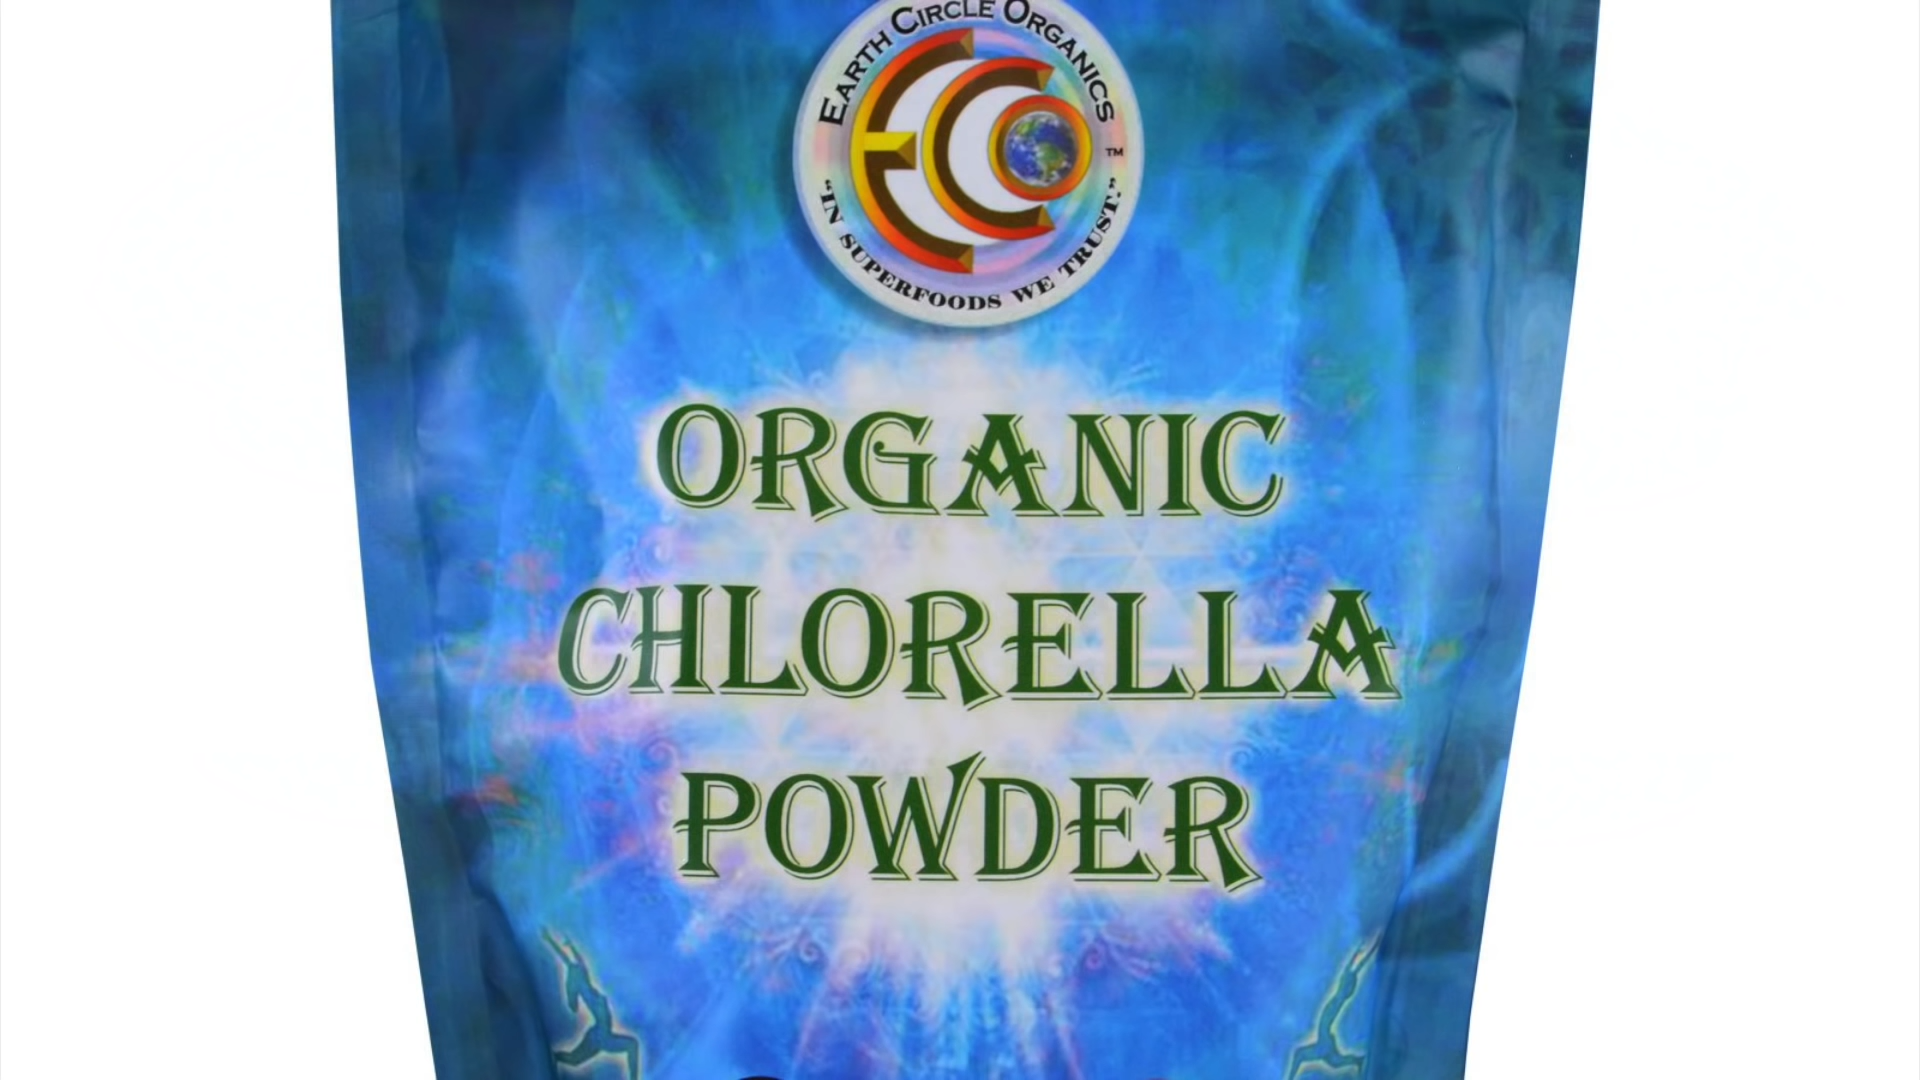 EARTH CIRCLE ORGANICS
ECO
™
"IN SUPERFOODS WE TRUST."
ORGANIC
CHLORELLA
POWDER